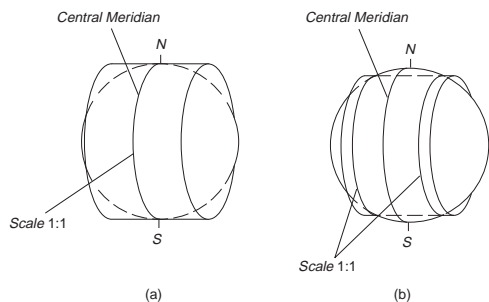 Central Meridian
N
Scale 1:1
S
(a)
Central Meridian
N
S
Scale 1:1
(b)